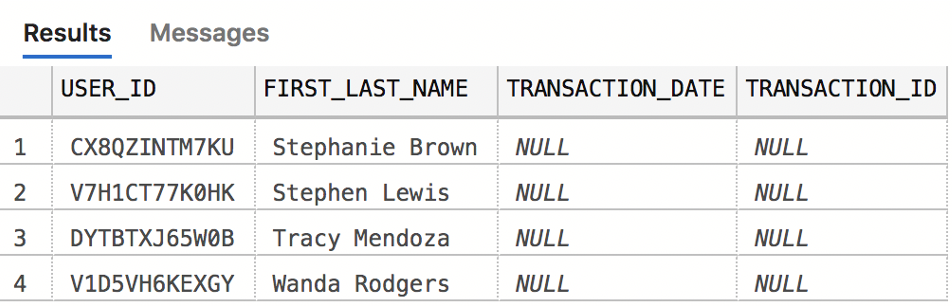 Results Messages
USER_ID FIRST_LAST_NAME TRANSACTION_DATE TRANSACTION_ID
1 CX8QZINTM7KU Stephanie Brown NULL NULL
2 V7H1CT77K0HK Stephen Lewis NULL NULL
3 DYTBTXJ65W0B Tracy Mendoza NULL NULL
4 V1D5VH6KEXGY Wanda Rodgers NULL NULL